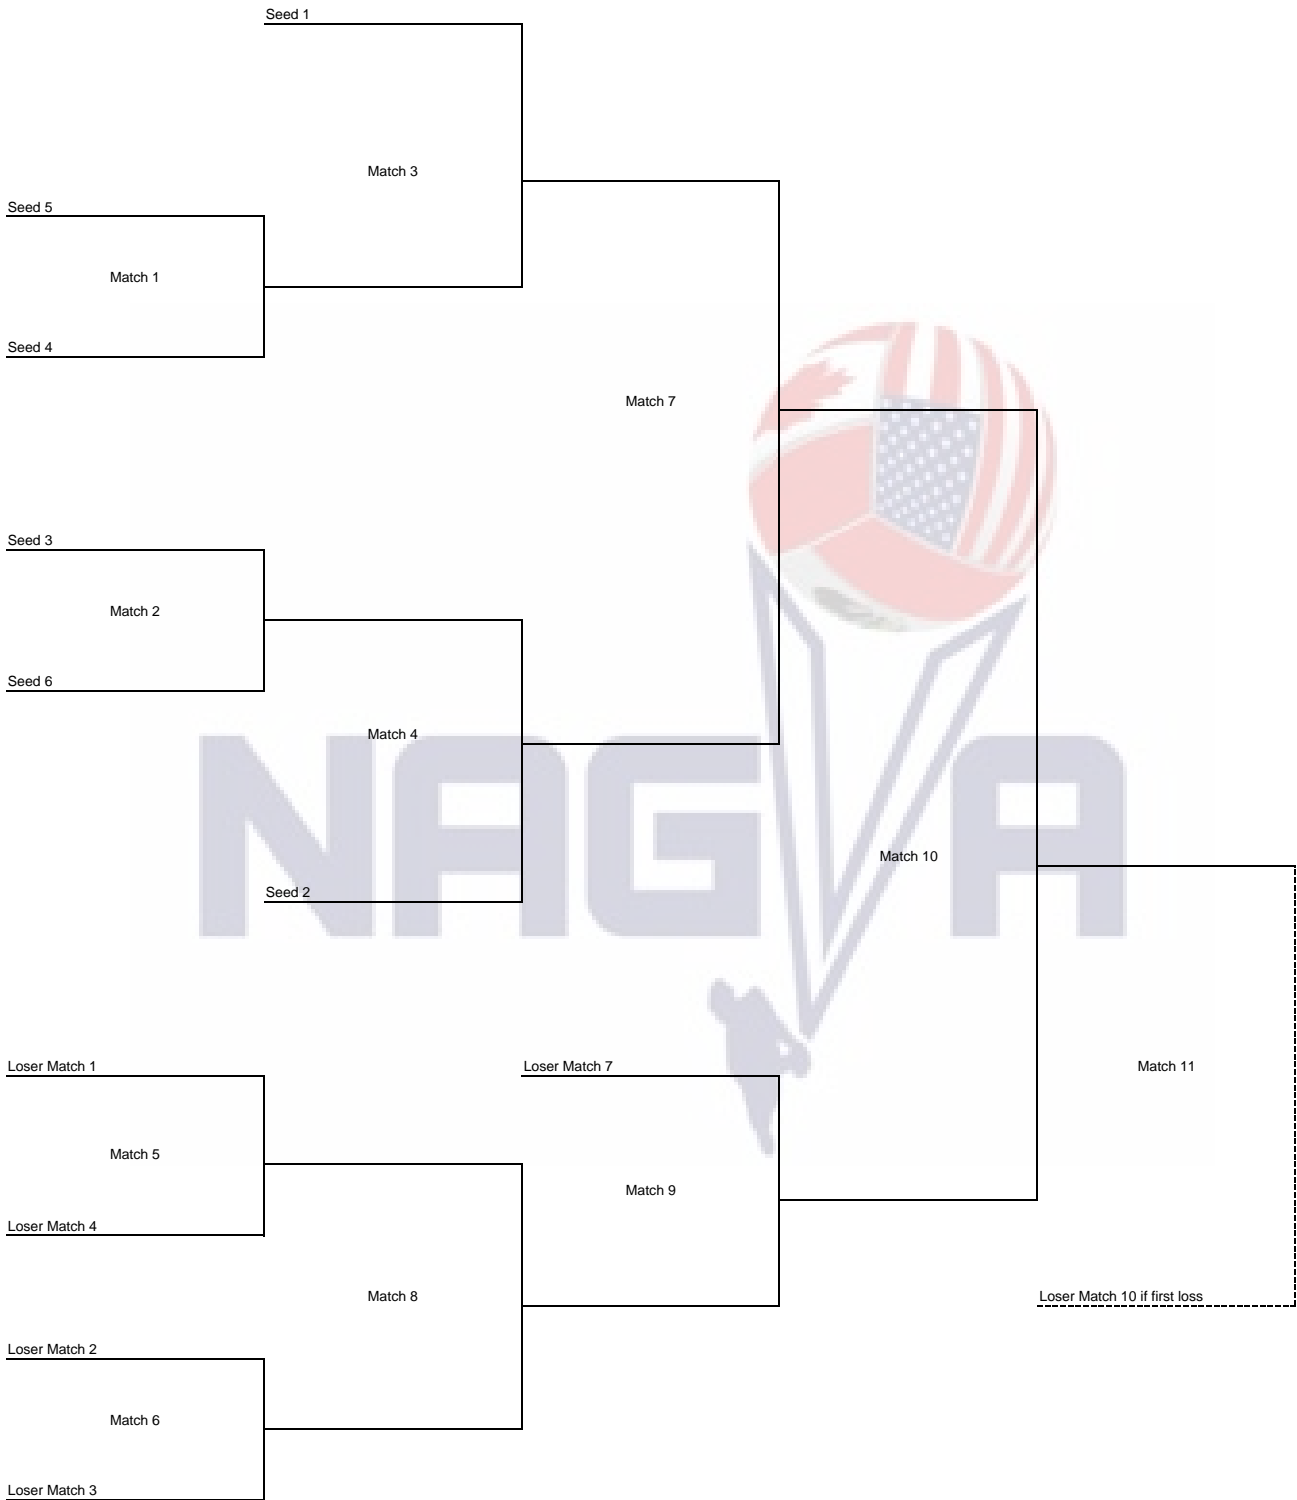 Seed 1
Match 3
Seed 5
Match 1
Seed 4
Match 7
Seed 3
Match 2
Seed 6
Match 4
NAGVA
Match 10
Seed 2
Loser Match 1
Loser Match 7
Match 11
Match 5
Match 9
Loser Match 4
Match 8
Loser Match 10 if first loss
Loser Match 2
Match 6
Loser Match 3